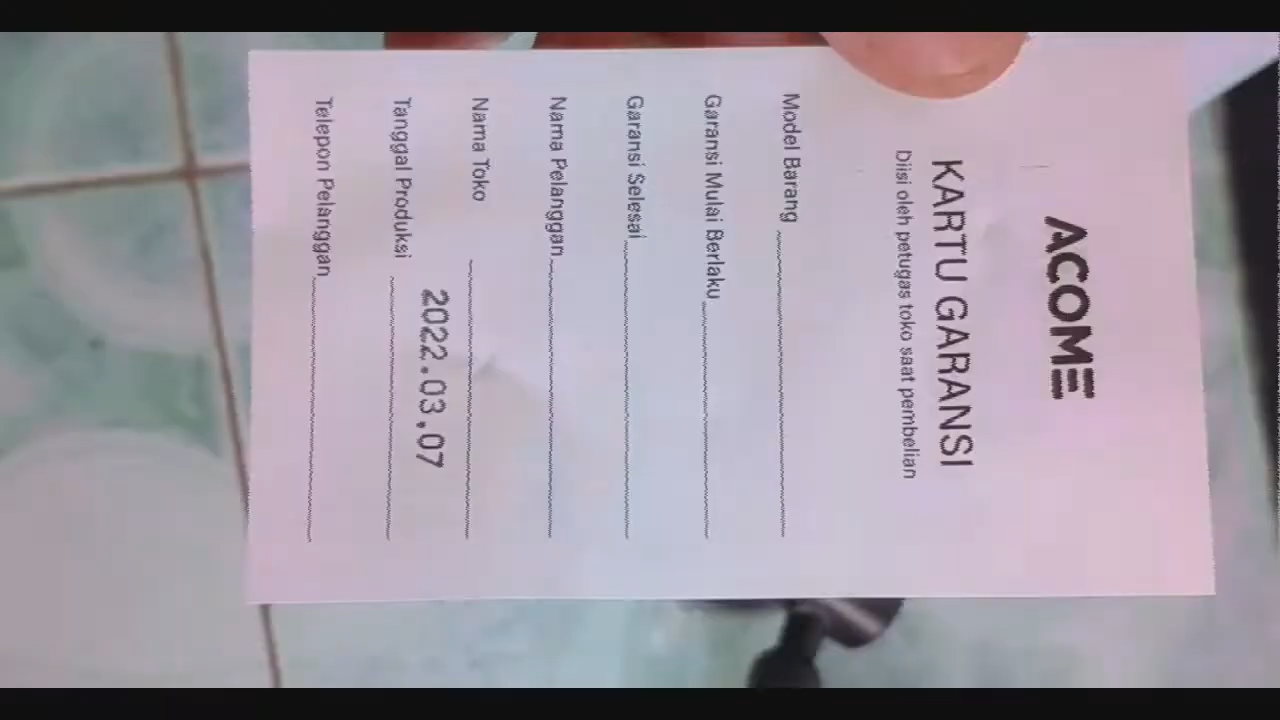 ACOME
KARTU GARANSI
Diisi oleh petugas toko saat pembelian
Model Barang
Garansi Mulai Berlaku
Garansi Selesai
Nama Pelanggan
Nama Toko
Tanggal Produksi 2022.03.07
Telepon Pelanggan